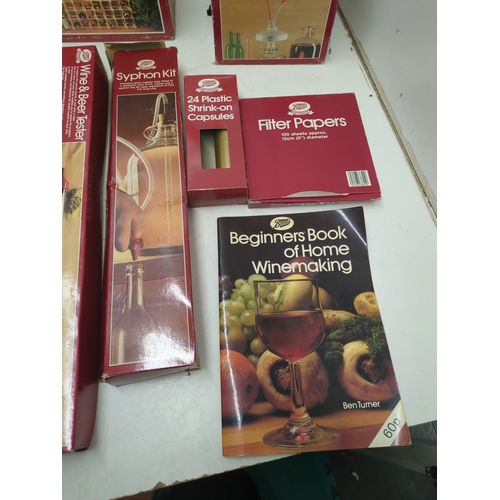 Wine & Beer Tester
Boots
Syphon Kit
Boots
24 Plastic
Shrink-on
Capsules
Boots
Filter Papers
100 sheets approx.
15cm (6") diameter
Boots
Beginners Book
of Home
Winemaking
Ben Turner
60p